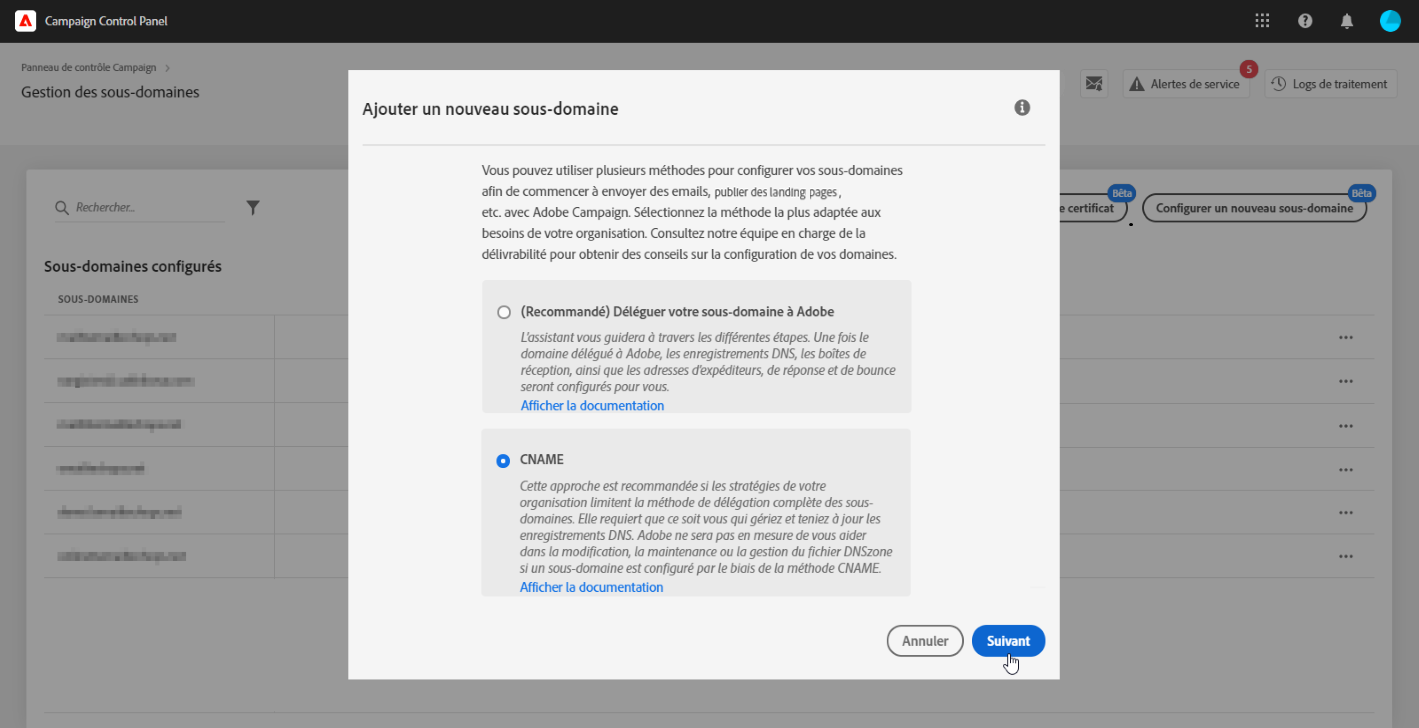 Campaign Control Panel
Panneau de contrôle Campaign >
Gestion des sous-domaines
5
Alertes de service
Logs de traitement
Rechercher...
Bêta
e certificat
Bêta
Configurer un nouveau sous-domaine
Sous-domaines configurés
SOUS-DOMAINES
Ajouter un nouveau sous-domaine
Vous pouvez utiliser plusieurs méthodes pour configurer vos sous-domaines
afin de commencer à envoyer des emails, publier des landing pages ,
etc. avec Adobe Campaign. Sélectionnez la méthode la plus adaptée aux
besoins de votre organisation. Consultez notre équipe en charge de la
délivrabilité pour obtenir des conseils sur la configuration de vos domaines.
(Recommandé) Déléguer votre sous-domaine à Adobe
L'assistant vous guidera à travers les différentes étapes. Une fois le
domaine délégué à Adobe, les enregistrements DNS, les boîtes de
réception, ainsi que les adresses d'expéditeurs, de réponse et de bounce
seront configurés pour vous.
Afficher la documentation
CNAME
Cette approche est recommandée si les stratégies de votre
organisation limitent la méthode de délégation complète des sous-
domaines. Elle requiert que ce soit vous qui gériez et teniez à jour les
enregistrements DNS. Adobe ne sera pas en mesure de vous aider
dans la modification, la maintenance ou la gestion du fichier DNSzone
si un sous-domaine est configuré par le biais de la méthode CNAME.
Afficher la documentation
Annuler
Suivant